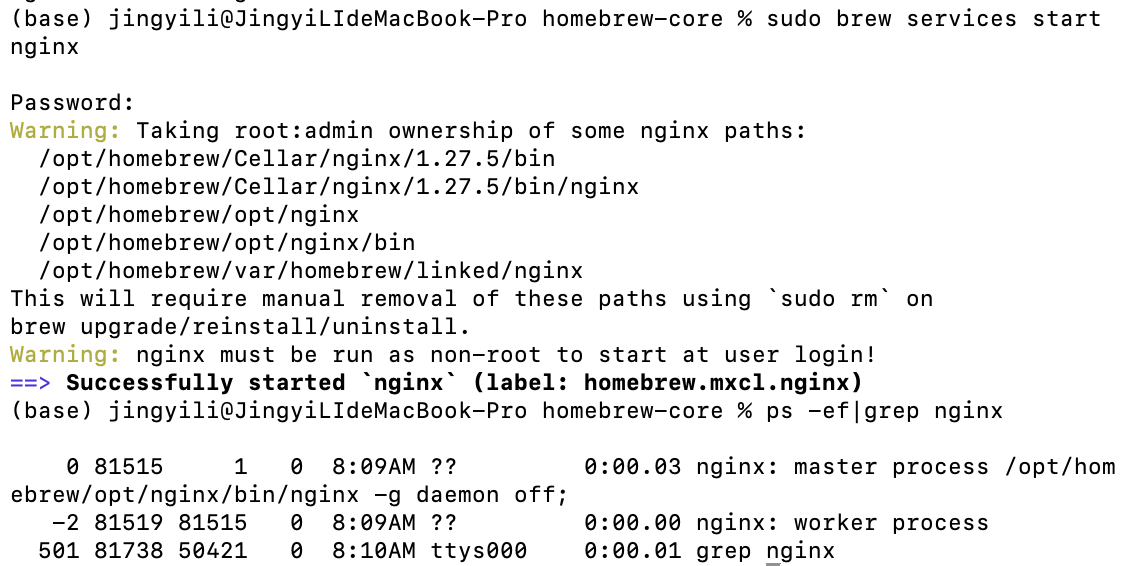 (base) jingyili@JingyiLIdeMacBook-Pro homebrew-core % sudo brew services start
nginx
Password:
Warning: Taking root:admin ownership of some nginx paths:
/opt/homebrew/Cellar/nginx/1.27.5/bin
/opt/homebrew/Cellar/nginx/1.27.5/bin/nginx
/opt/homebrew/opt/nginx
/opt/homebrew/opt/nginx/bin
/opt/homebrew/var/homebrew/linked/nginx
This will require manual removal of these paths using `sudo rm` on
brew upgrade/reinstall/uninstall.
Warning: nginx must be run as non-root to start at user login!
==> Successfully started `nginx` (label: homebrew.mxcl.nginx)
(base) jingyili@JingyiLIdeMacBook-Pro homebrew-core % ps -ef|grep nginx
0 81515     1   0  8:09AM ??         0:00.03 nginx: master process /opt/hom
ebrew/opt/nginx/bin/nginx -g daemon off;
-2 81519 81515   0  8:09AM ??         0:00.00 nginx: worker process
501 81738 50421   0  8:10AM ttys000    0:00.01 grep nginx